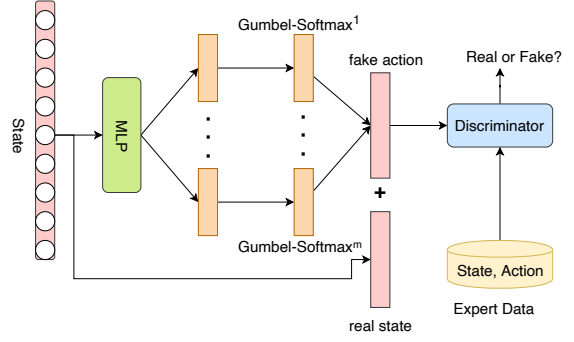 Gumbel-Softmax¹
fake action
Real or Fake?
State
MLP
Discriminator
+
Gumbel-Softmaxᵐ
State, Action
Expert Data
real state